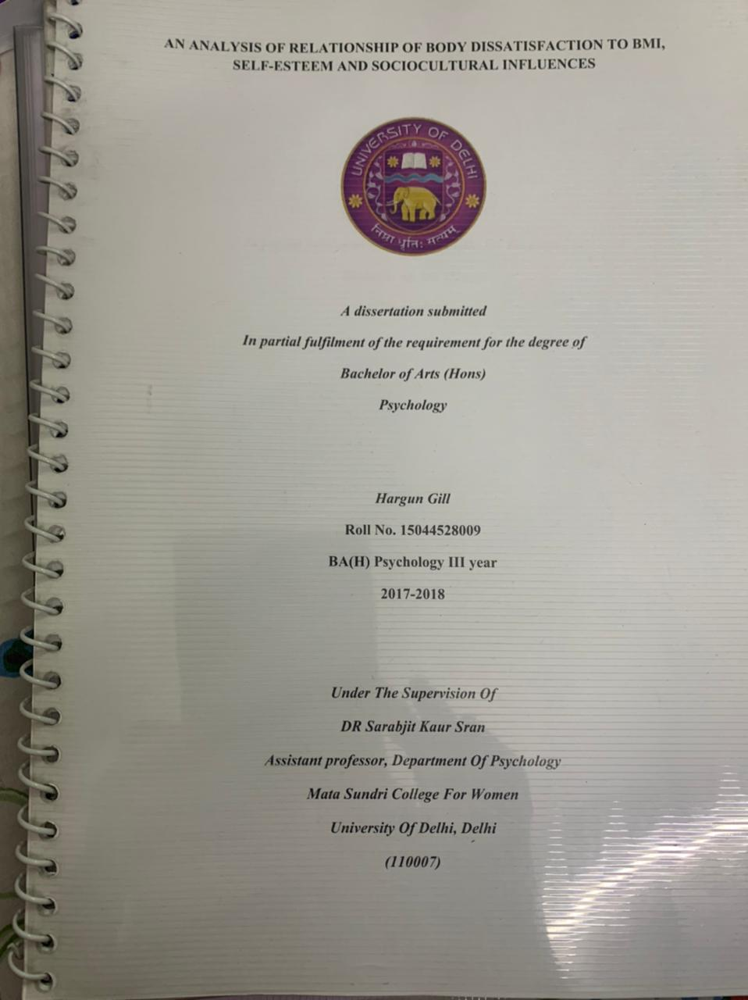 AN ANALYSIS OF RELATIONSHIP OF BODY DISSATISFACTION TO BMI,
SELF-ESTEEM AND SOCIOCULTURAL INFLUENCES
UNIVERSITY OF DELHI
निष्ठा धृति: सत्यम्
A dissertation submitted
In partial fulfilment of the requirement for the degree of
Bachelor of Arts (Hons)
Psychology
Hargun Gill
Roll No. 15044528009
BA(H) Psychology III year
2017-2018
Under The Supervision Of
DR Sarabjit Kaur Sran
Assistant professor, Department Of Psychology
Mata Sundri College For Women
University Of Delhi, Delhi
(110007)